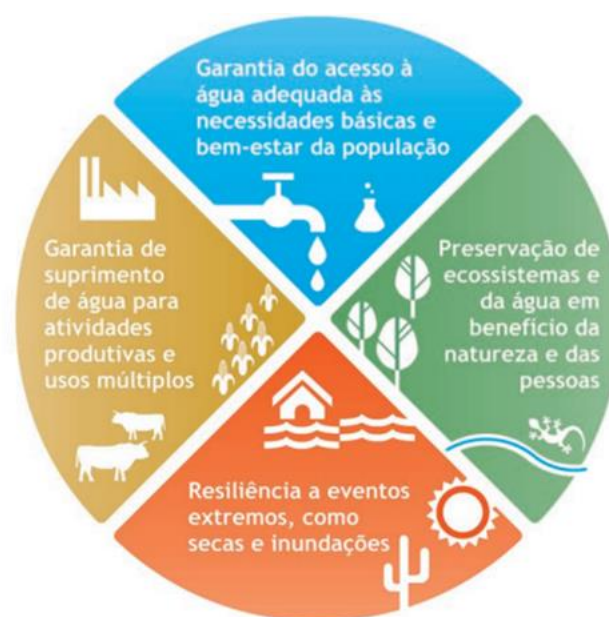 Garantia do acesso à
água adequada às
necessidades básicas e
bem-estar da população
Garantia de
suprimento
de água para
atividades
produtivas e
usos múltiplos
Preservação de
ecossistemas e
da água em
benefício da
natureza e das
pessoas
Resiliência a eventos
extremos, como
secas e inundações